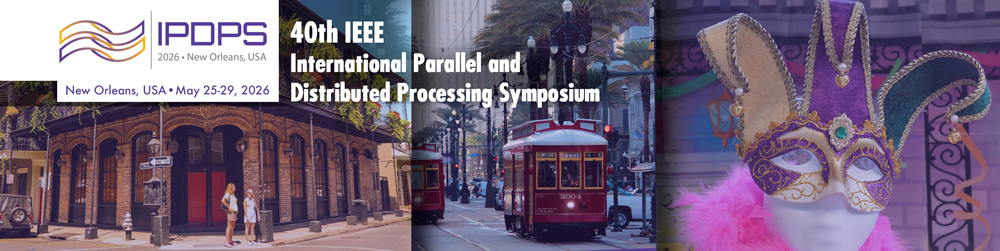 IPDPS
2026 • New Orleans, USA
New Orleans, USA • May 25-29, 2026
40th IEEE
International Parallel and
Distributed Processing Symposium
2004